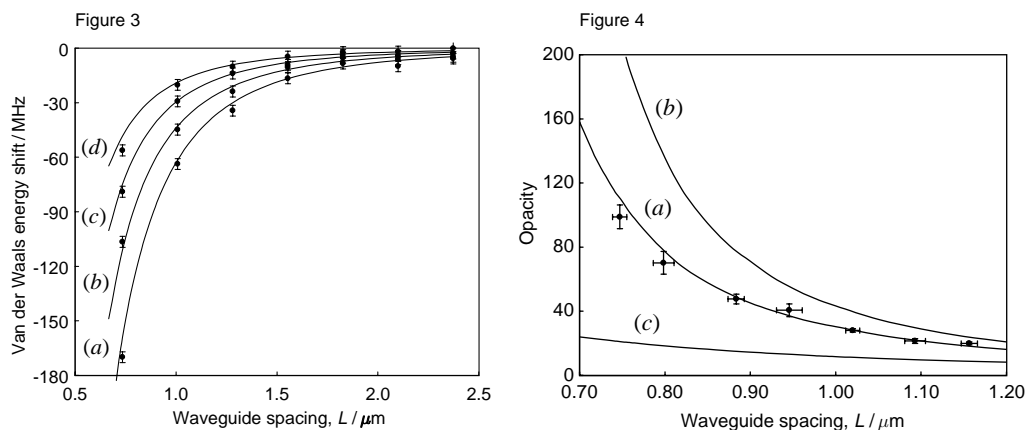 Figure 3
Van der Waals energy shift / MHz
0
-30
-60
-90
-120
-150
-180
(d)
(c)
(b)
(a)
0.5 1.0 1.5 2.0 2.5
Waveguide spacing, L / μm
Figure 4
Opacity
200
160
120
80
40
0
(b)
(a)
(c)
0.70 0.80 0.90 1.00 1.10 1.20
Waveguide spacing, L / μm